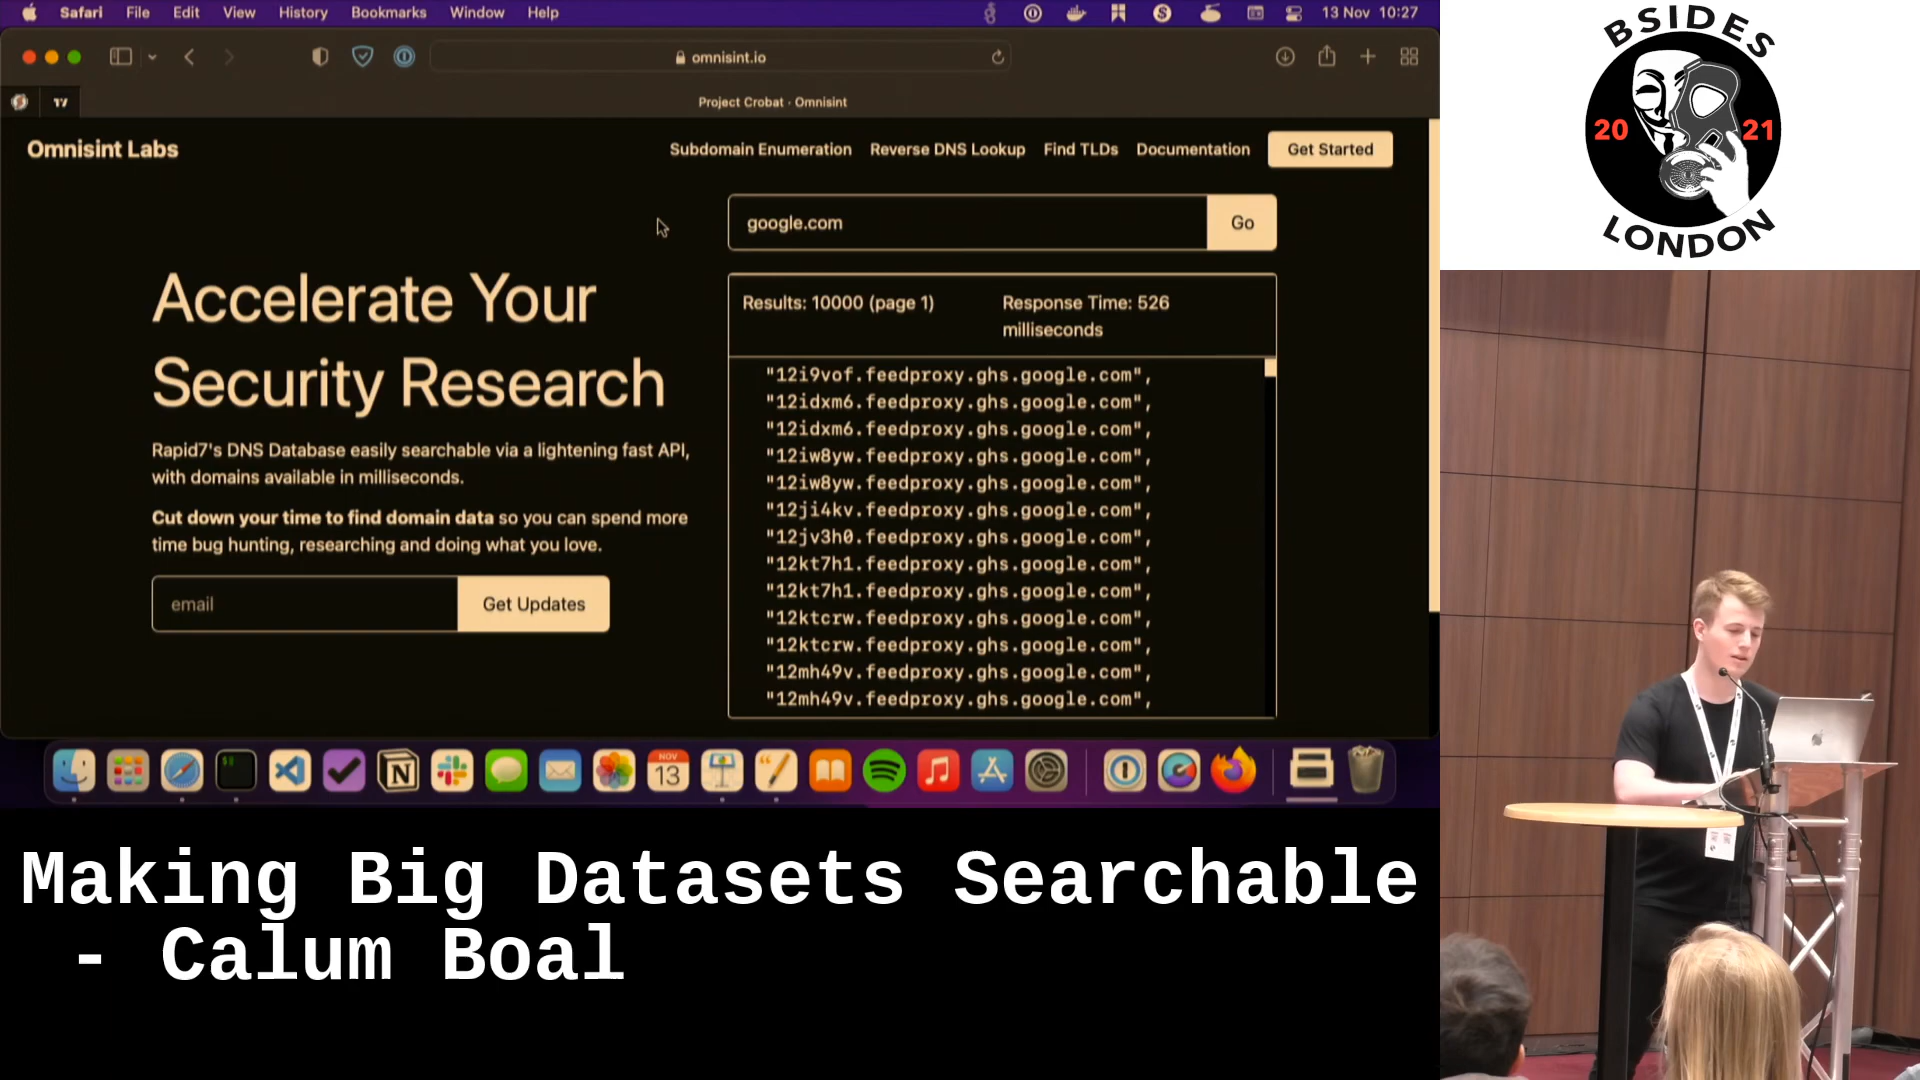 Safari File Edit View History Bookmarks Window Help 13 Nov 10:27
omnisint.io
Project Crobat - Omnisint
Omnisint Labs
Subdomain Enumeration Reverse DNS Lookup Find TLDs Documentation Get Started
google.com Go
Accelerate Your
Security Research
Rapid7's DNS Database easily searchable via a lightening fast API,
with domains available in milliseconds.
Cut down your time to find domain data so you can spend more
time bug hunting, researching and doing what you love.
email Get Updates
Results: 10000 (page 1) Response Time: 526
milliseconds
"12i9vof.feedproxy.ghs.google.com",
"12idxm6.feedproxy.ghs.google.com",
"12idxm6.feedproxy.ghs.google.com",
"12iw8yw.feedproxy.ghs.google.com",
"12iw8yw.feedproxy.ghs.google.com",
"12ji4kv.feedproxy.ghs.google.com",
"12jv3h0.feedproxy.ghs.google.com",
"12kt7h1.feedproxy.ghs.google.com",
"12kt7h1.feedproxy.ghs.google.com",
"12ktcrw.feedproxy.ghs.google.com",
"12ktcrw.feedproxy.ghs.google.com",
"12mh49v.feedproxy.ghs.google.com",
"12mh49v.feedproxy.ghs.google.com",
NOV
13
BSIDES
20 21
LONDON
Making Big Datasets Searchable
- Calum Boal